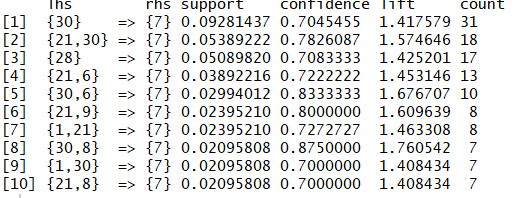 lhs rhs support confidence lift count
[1] {30} => {7} 0.09281437 0.7045455 1.417579 31
[2] {21,30} => {7} 0.05389222 0.7826087 1.574646 18
[3] {28} => {7} 0.05089820 0.7083333 1.425201 17
[4] {21,6} => {7} 0.03892216 0.7222222 1.453146 13
[5] {30,6} => {7} 0.02994012 0.8333333 1.676707 10
[6] {21,9} => {7} 0.02395210 0.8000000 1.609639 8
[7] {1,21} => {7} 0.02395210 0.7272727 1.463308 8
[8] {30,8} => {7} 0.02095808 0.8750000 1.760542 7
[9] {1,30} => {7} 0.02095808 0.7000000 1.408434 7
[10] {21,8} => {7} 0.02095808 0.7000000 1.408434 7